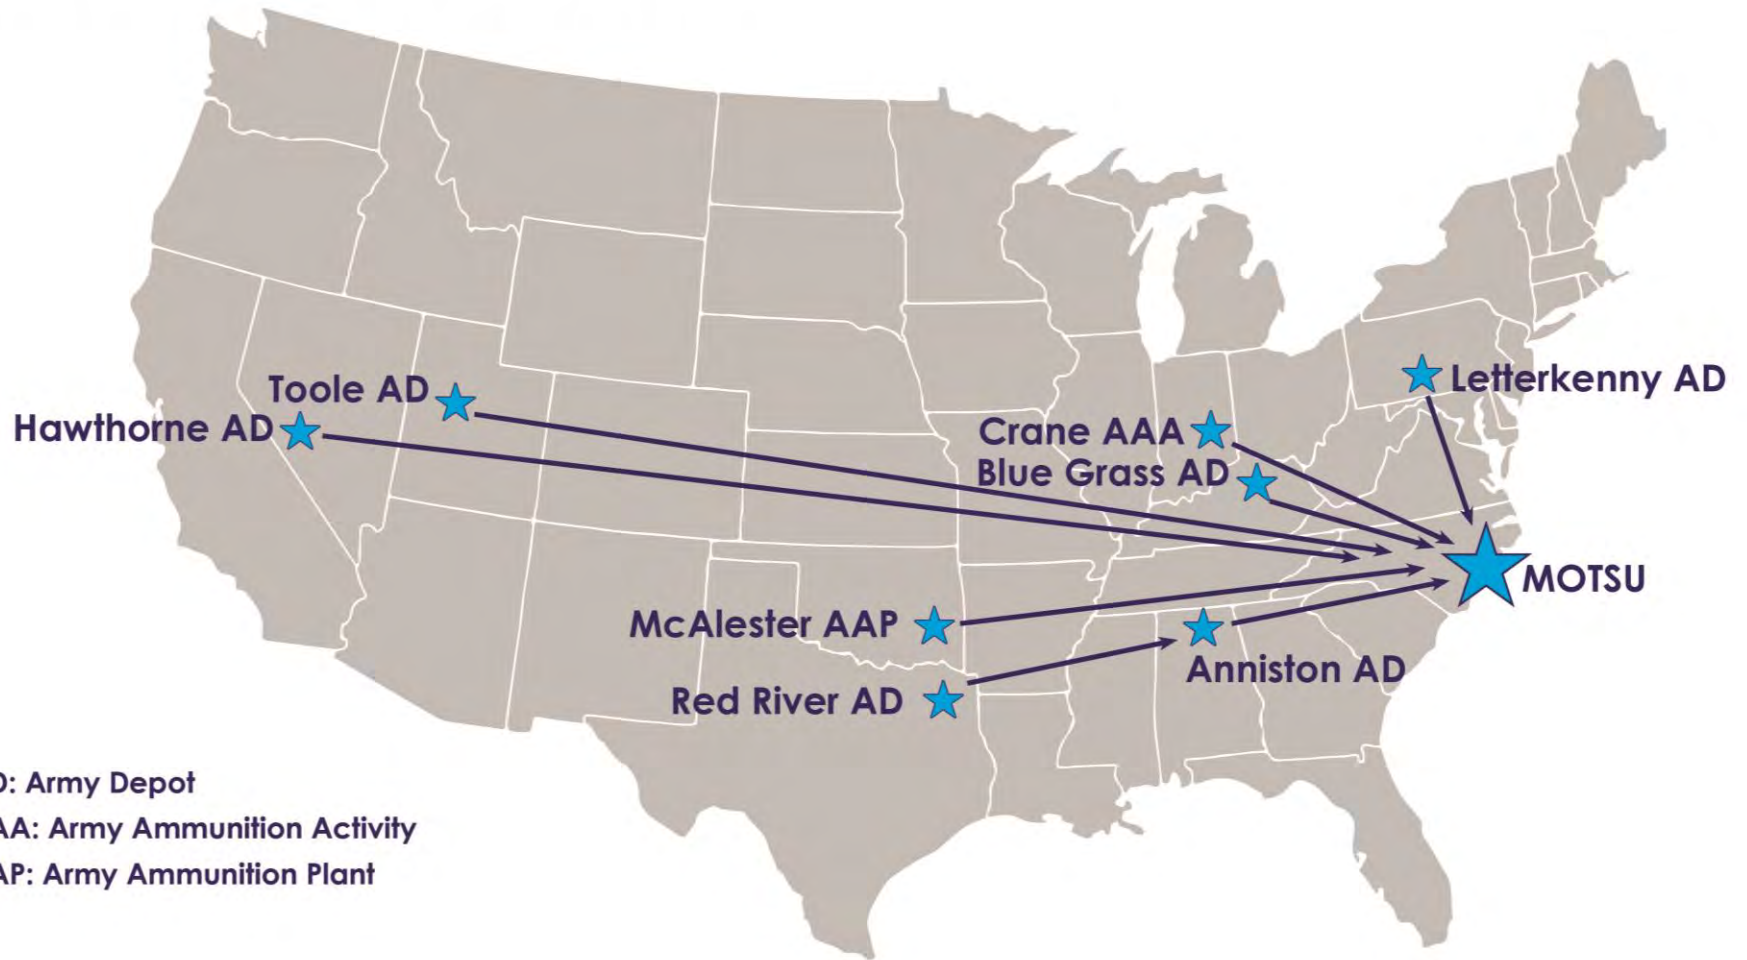 Toole AD
Hawthorne AD
Letterkenny AD
Crane AAA
Blue Grass AD
MOTSU
McAlester AAP
Anniston AD
Red River AD
D: Army Depot
AA: Army Ammunition Activity
AP: Army Ammunition Plant